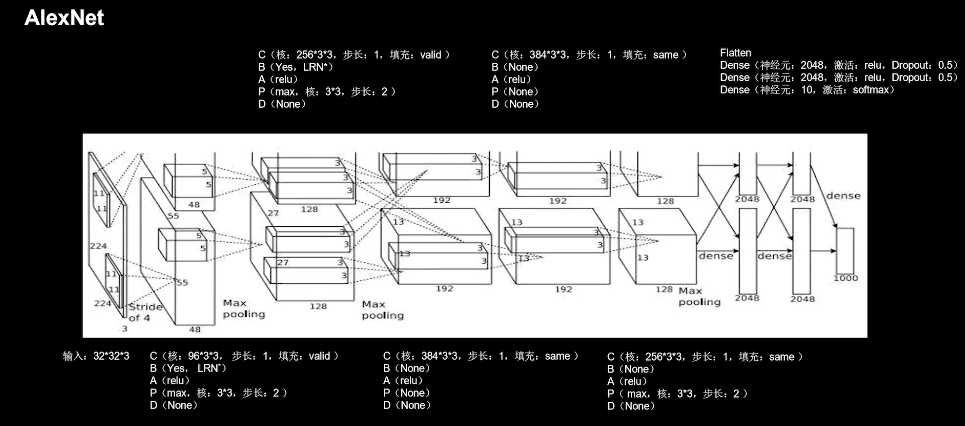 AlexNet
C（核：256*3*3，步长：1，填充：valid ）
B（Yes，LRN*）
A（relu）
P（max，核：3*3，步长：2 ）
D（None）
C（核：384*3*3，步长：1，填充：same ）
B（None）
A（relu）
P（None）
D（None）
Flatten
Dense（神经元：2048，激活：relu，Dropout：0.5）
Dense（神经元：2048，激活：relu，Dropout：0.5）
Dense（神经元：10，激活：softmax）
3
3
3
3
3
5
5
3
3
11
11
48
128
192
192
128
2048
2048
dense
55
27
13
13
13
224
5
5
3
3
3
3
3
3
27
13
13
13
11
11
55
3
3
dense
dense
1000
224
Stride
of 4
3
48
Max
pooling
128
Max
pooling
192
192
128
Max
pooling
2048
2048
输入：32*32*3
C（核：96*3*3， 步长：1，填充：valid ）
B（Yes， LRN*）
A（relu）
P（max，核：3*3，步长：2 ）
D（None）
C（核：384*3*3，步长：1，填充：same）
B（None）
A（relu）
P（None）
D（None）
C（核：256*3*3，步长：1，填充：same）
B（None）
A（relu）
P（ max，核：3*3，步长：2 ）
D（None）